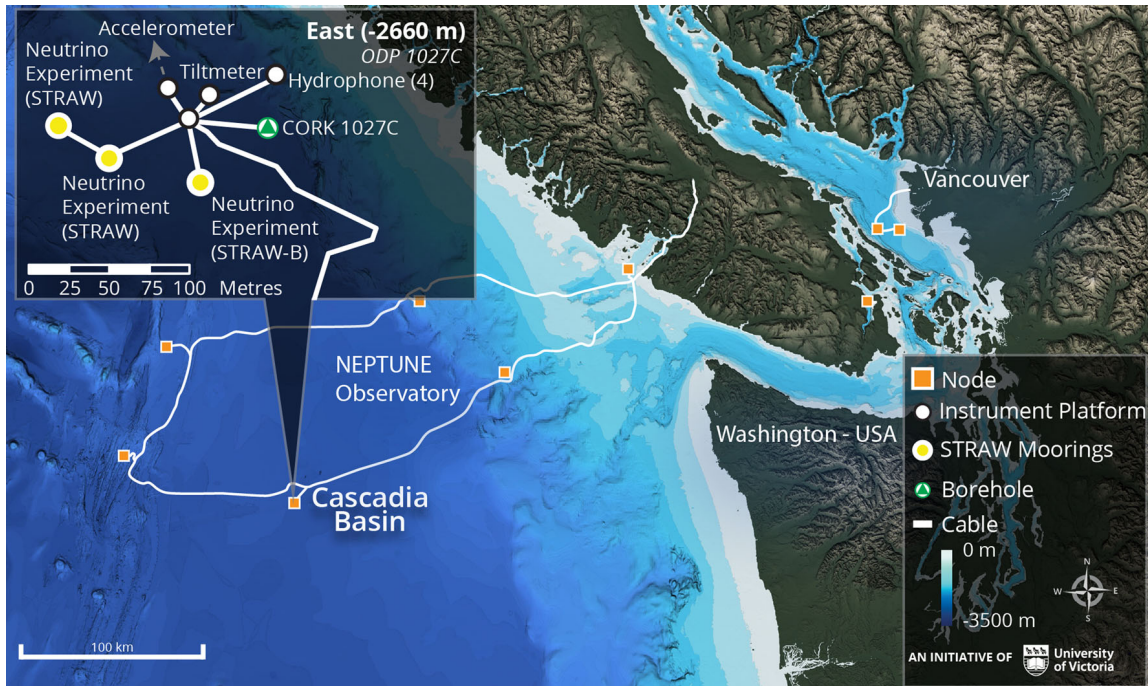 East (-2660 m)
ODP 1027C
Accelerometer
Neutrino
Experiment
(STRAW)
Tiltmeter
Hydrophone (4)
CORK 1027C
Neutrino
Experiment
(STRAW)
Neutrino
Experiment
(STRAW-B)
0 25 50 75 100 Metres
Vancouver
NEPTUNE
Observatory
Washington - USA
Cascadia
Basin
100 km
Node
Instrument Platform
STRAW Moorings
Borehole
Cable
0 m
-3500 m
N
W E
S
AN INITIATIVE OF
University
of Victoria